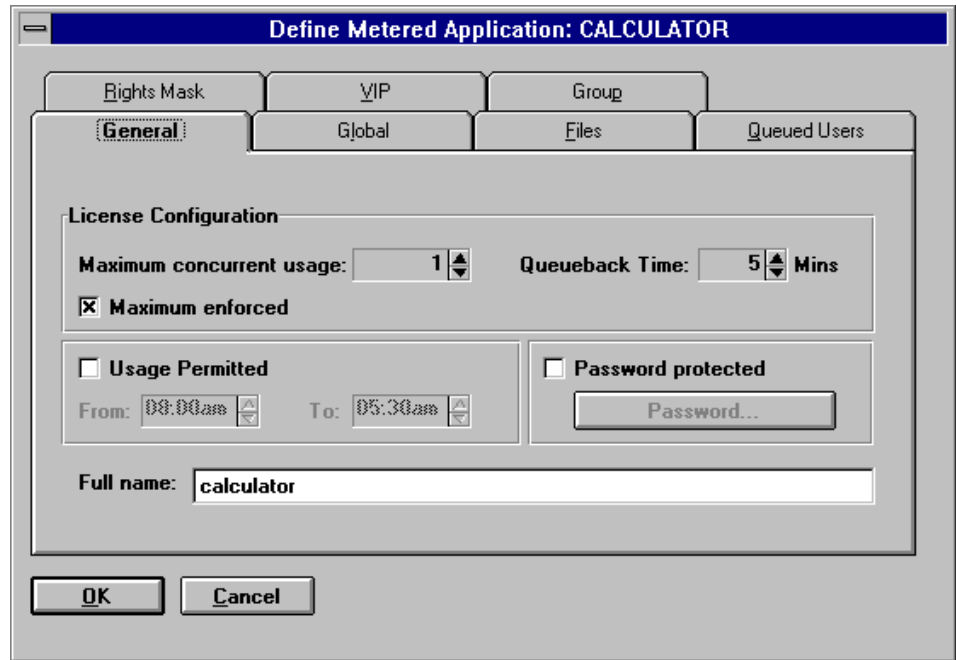 Define Metered Application: CALCULATOR
Rights Mask VIP Group
General Global Files Queued Users
License Configuration
Maximum concurrent usage: 1 Queueback Time: 5 Mins
Maximum enforced
Usage Permitted Password protected
From: 08:00am To: 05:30am Password...
Full name: calculator
OK Cancel